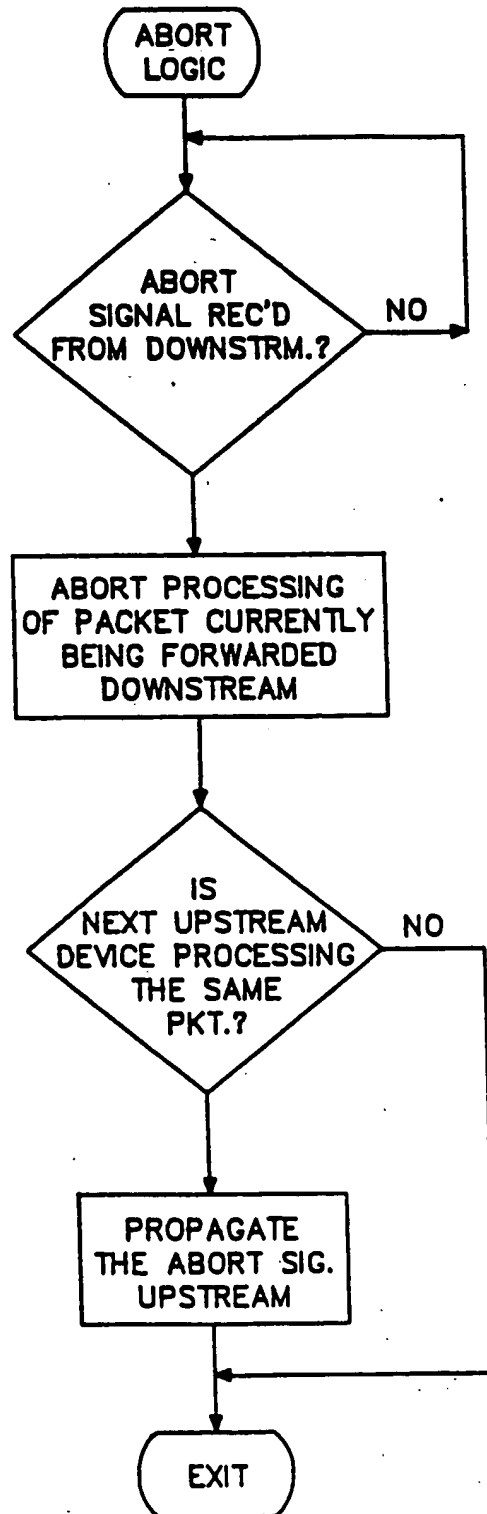 ABORT
LOGIC
ABORT
SIGNAL REC'D
FROM DOWNSTRM.?
NO
ABORT PROCESSING
OF PACKET CURRENTLY
BEING FORWARDED
DOWNSTREAM
IS
NEXT UPSTREAM
DEVICE PROCESSING
THE SAME
PKT.?
NO
PROPAGATE
THE ABORT SIG.
UPSTREAM
EXIT